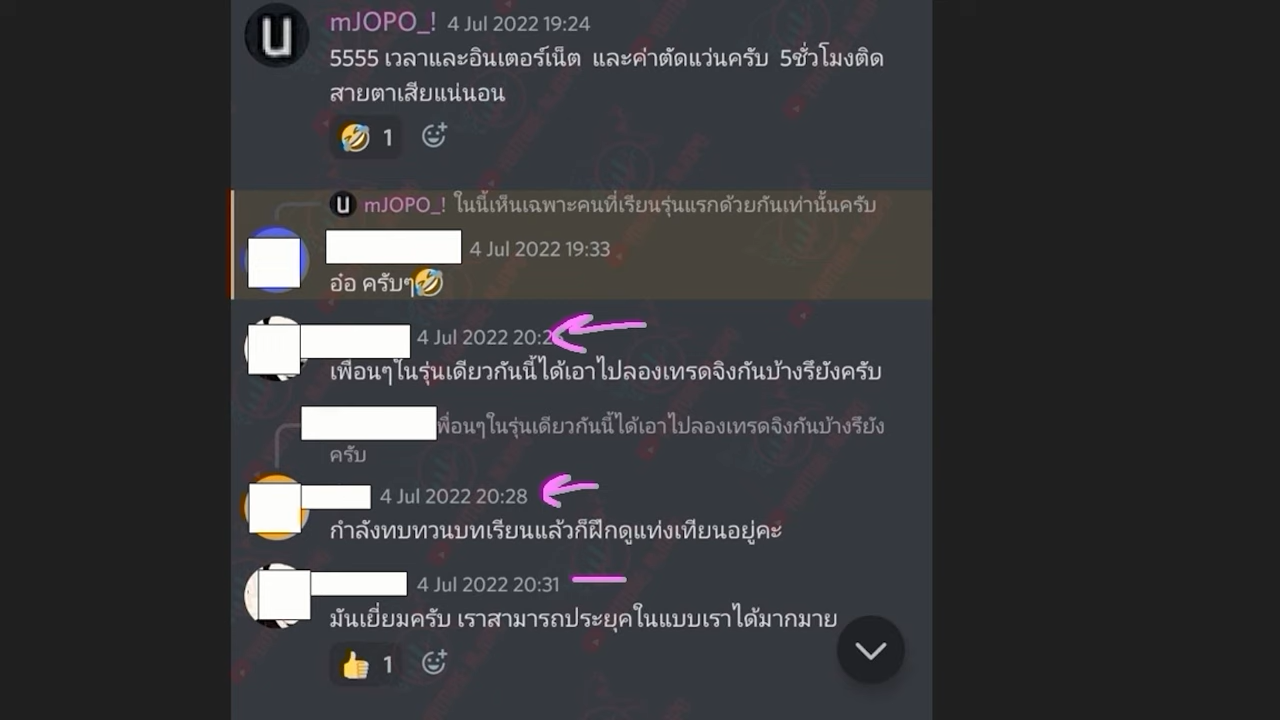 mJOPO_! 4 Jul 2022 19:24
5555 เวลาและอินเตอร์เน็ต และค่าตัดแว่นครับ 5ชั่วโมงติด
สายตาเสียแน่นอน
1
mJOPO_! ในนี้เห็นเฉพาะคนที่เรียนรุ่นแรกด้วยกันเท่านั้นครับ
4 Jul 2022 19:33
อ๋อ ครับๆ🤣
4 Jul 2022
เพื่อนๆในรุ่นเดียวกันนี้ได้เอาไปลองเทรดจิงกันบ้างรึยังครับ
พื่อนๆในรุ่นเดียวกันนี้ได้เอาไปลองเทรดจิงกันบ้างรึยัง
ครับ
4 Jul 2022 20:28
กำลังทบทวนบทเรียนแล้วก็ฝึกดูแท่งเทียนอยู่คะ
4 Jul 2022 20:31
มันเยี่ยมครับ เราสามารถประยุคในแบบเราได้มากมาย
1